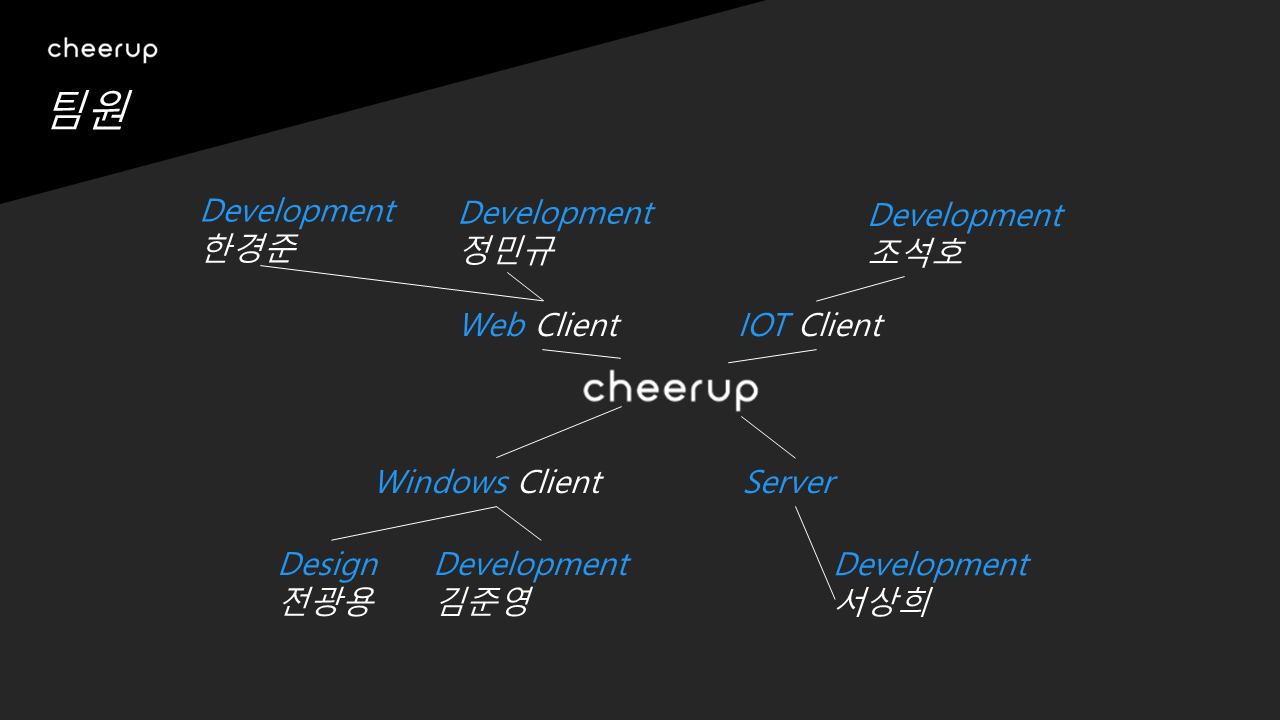 cheerup
팀원
Development
한경준
Development
정민규
Development
조석호
Web Client
IOT Client
cheerup
Windows Client
Server
Design
전광용
Development
김준영
Development
서상희